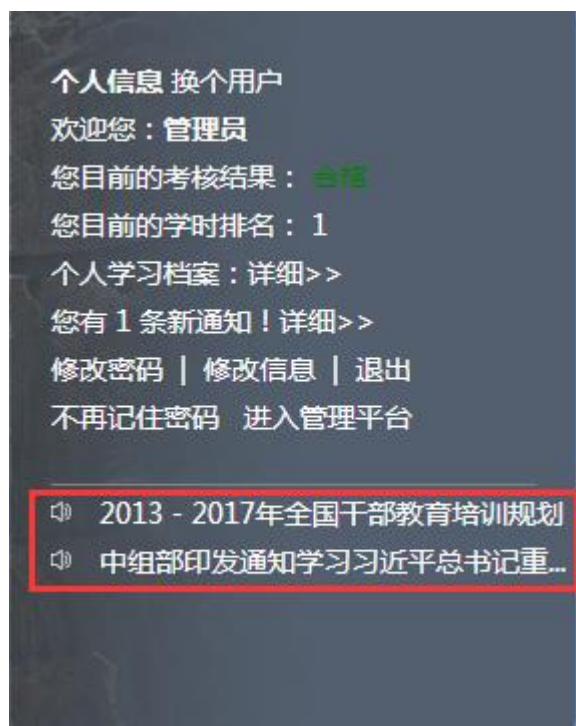 个人信息 换个用户
欢迎您：管理员
您目前的考核结果： 合格
您目前的学时排名： 1
个人学习档案：详细>>
您有 1 条新通知！详细>>
修改密码 | 修改信息 | 退出
不再记住密码 进入管理平台
2013 - 2017年全国干部教育培训规划
中组部印发通知学习习近平总书记重...